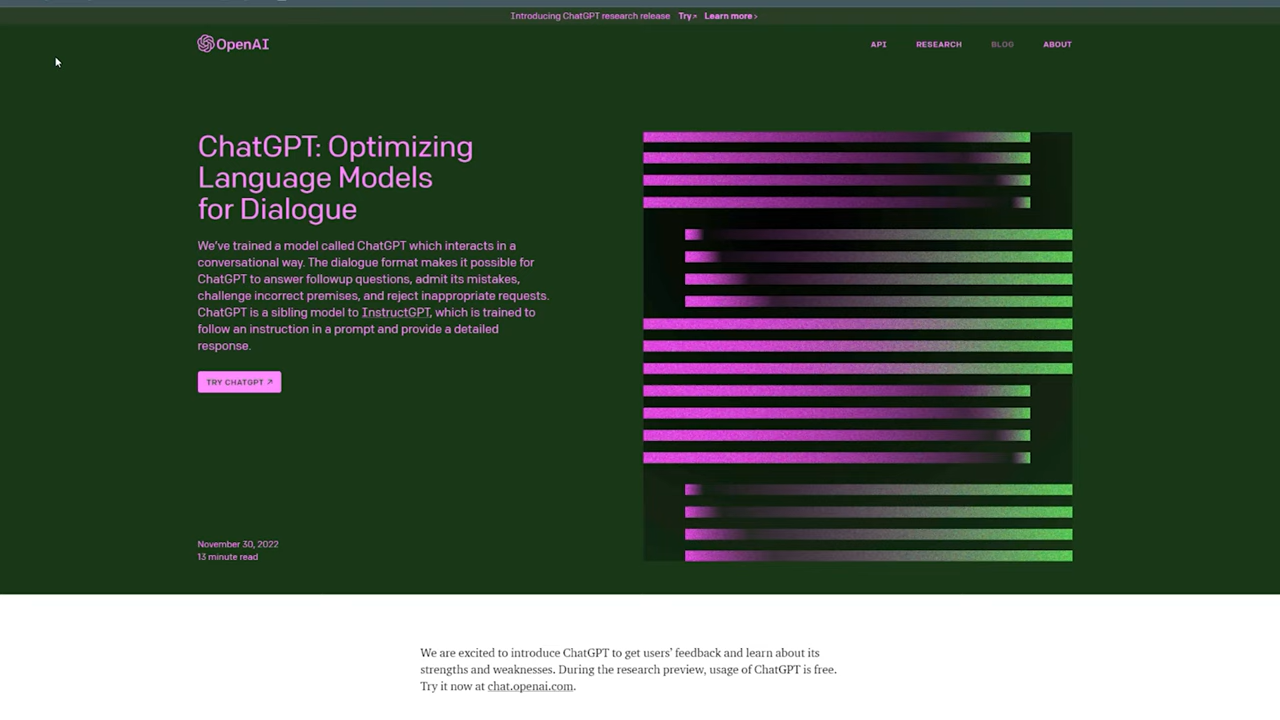 Introducing ChatGPT research release Try↗ Learn more›
OpenAI
API RESEARCH BLOG ABOUT
ChatGPT: Optimizing
Language Models
for Dialogue
We’ve trained a model called ChatGPT which interacts in a
conversational way. The dialogue format makes it possible for
ChatGPT to answer followup questions, admit its mistakes,
challenge incorrect premises, and reject inappropriate requests.
ChatGPT is a sibling model to InstructGPT, which is trained to
follow an instruction in a prompt and provide a detailed
response.
TRY CHATGPT ↗
November 30, 2022
13 minute read
We are excited to introduce ChatGPT to get users’ feedback and learn about its
strengths and weaknesses. During the research preview, usage of ChatGPT is free.
Try it now at chat.openai.com.